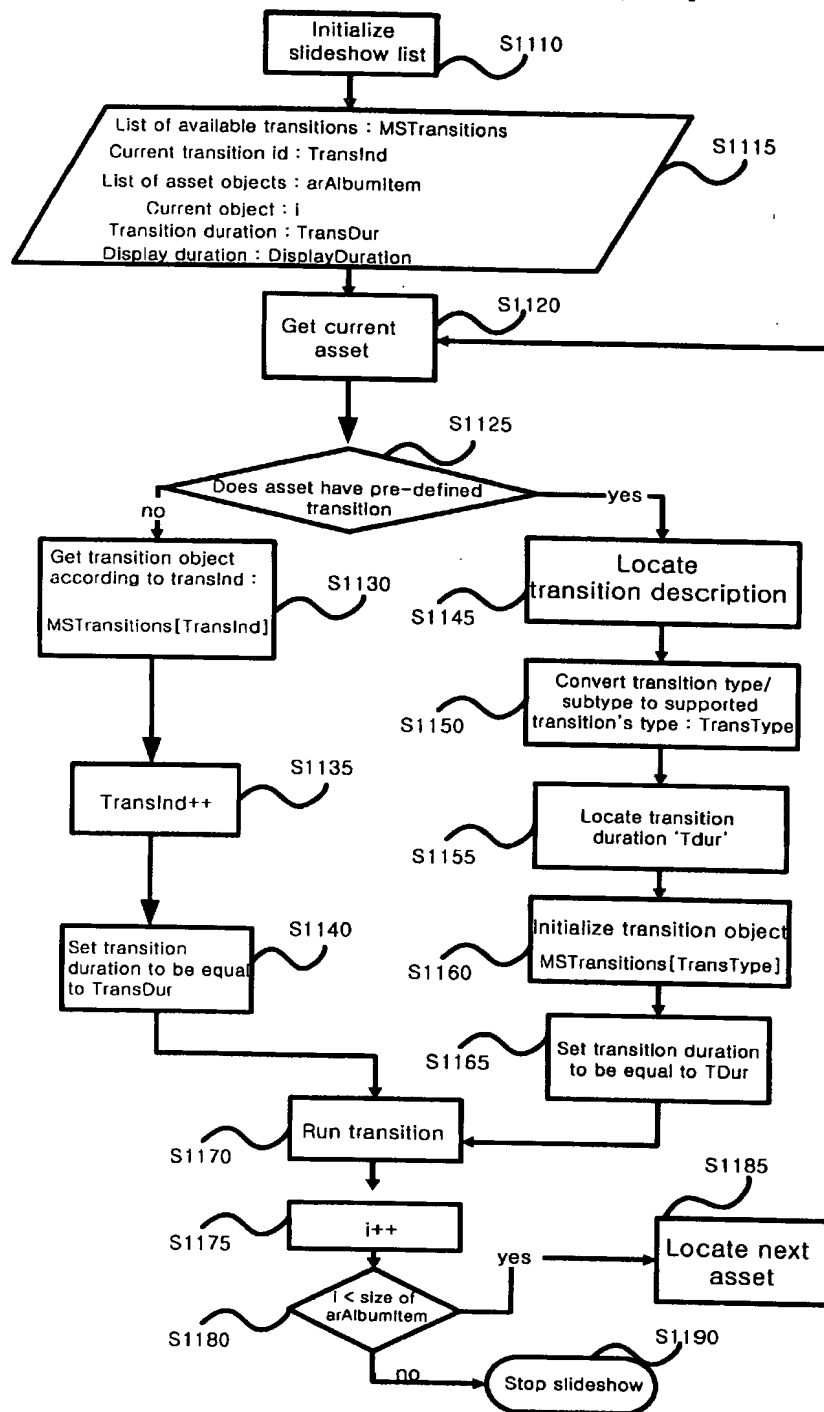 Initialize
slideshow list
S1110
List of available transitions : MSTransitions
Current transition id : TransInd
List of asset objects : arAlbumItem
Current object : i
Transition duration : TransDur
Display duration : DisplayDuration
S1115
Get current
asset
S1120
S1125
Does asset have pre-defined
transition
no
yes
Get transition object
according to transInd :
MSTransitions[TransInd]
S1130
Locate
transition description
S1145
Convert transition type/
subtype to supported
transition's type : TransType
S1150
TransInd++
S1135
Locate transition
duration 'Tdur'
S1155
Set transition
duration to be equal
to TransDur
S1140
Initialize transition object
MSTransitions[TransType]
S1160
Set transition duration
to be equal to TDur
S1165
Run transition
S1170
i++
S1175
i < size of
arAlbumItem
S1180
yes
Locate next
asset
S1185
no
Stop slideshow
S1190